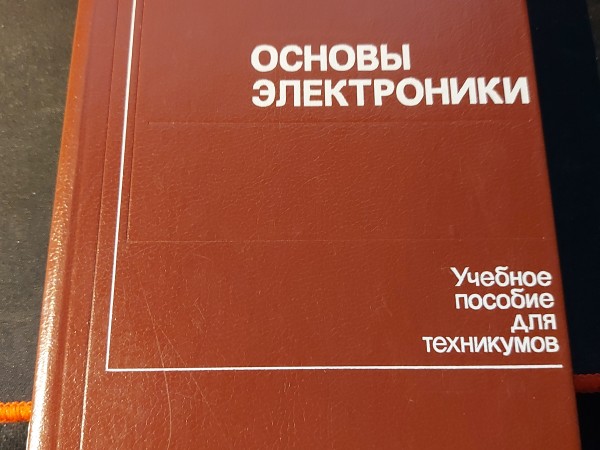 ОСНОВЫ
ЭЛЕКТРОНИКИ
Учебное
пособие
для
техникумов